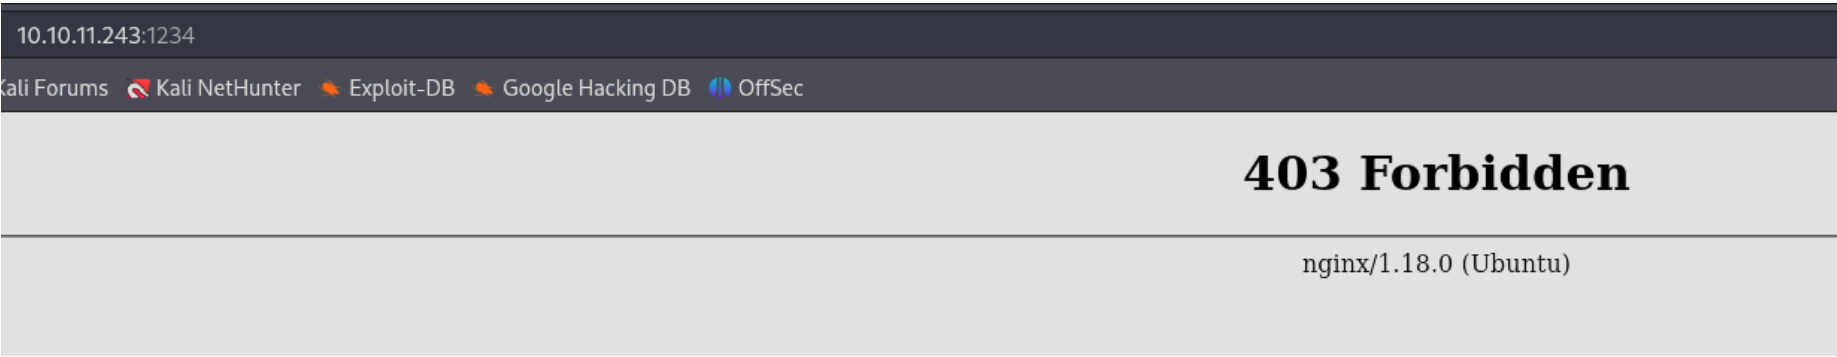 10.10.11.243:1234
Kali Forums Kali NetHunter Exploit-DB Google Hacking DB OffSec
403 Forbidden
nginx/1.18.0 (Ubuntu)